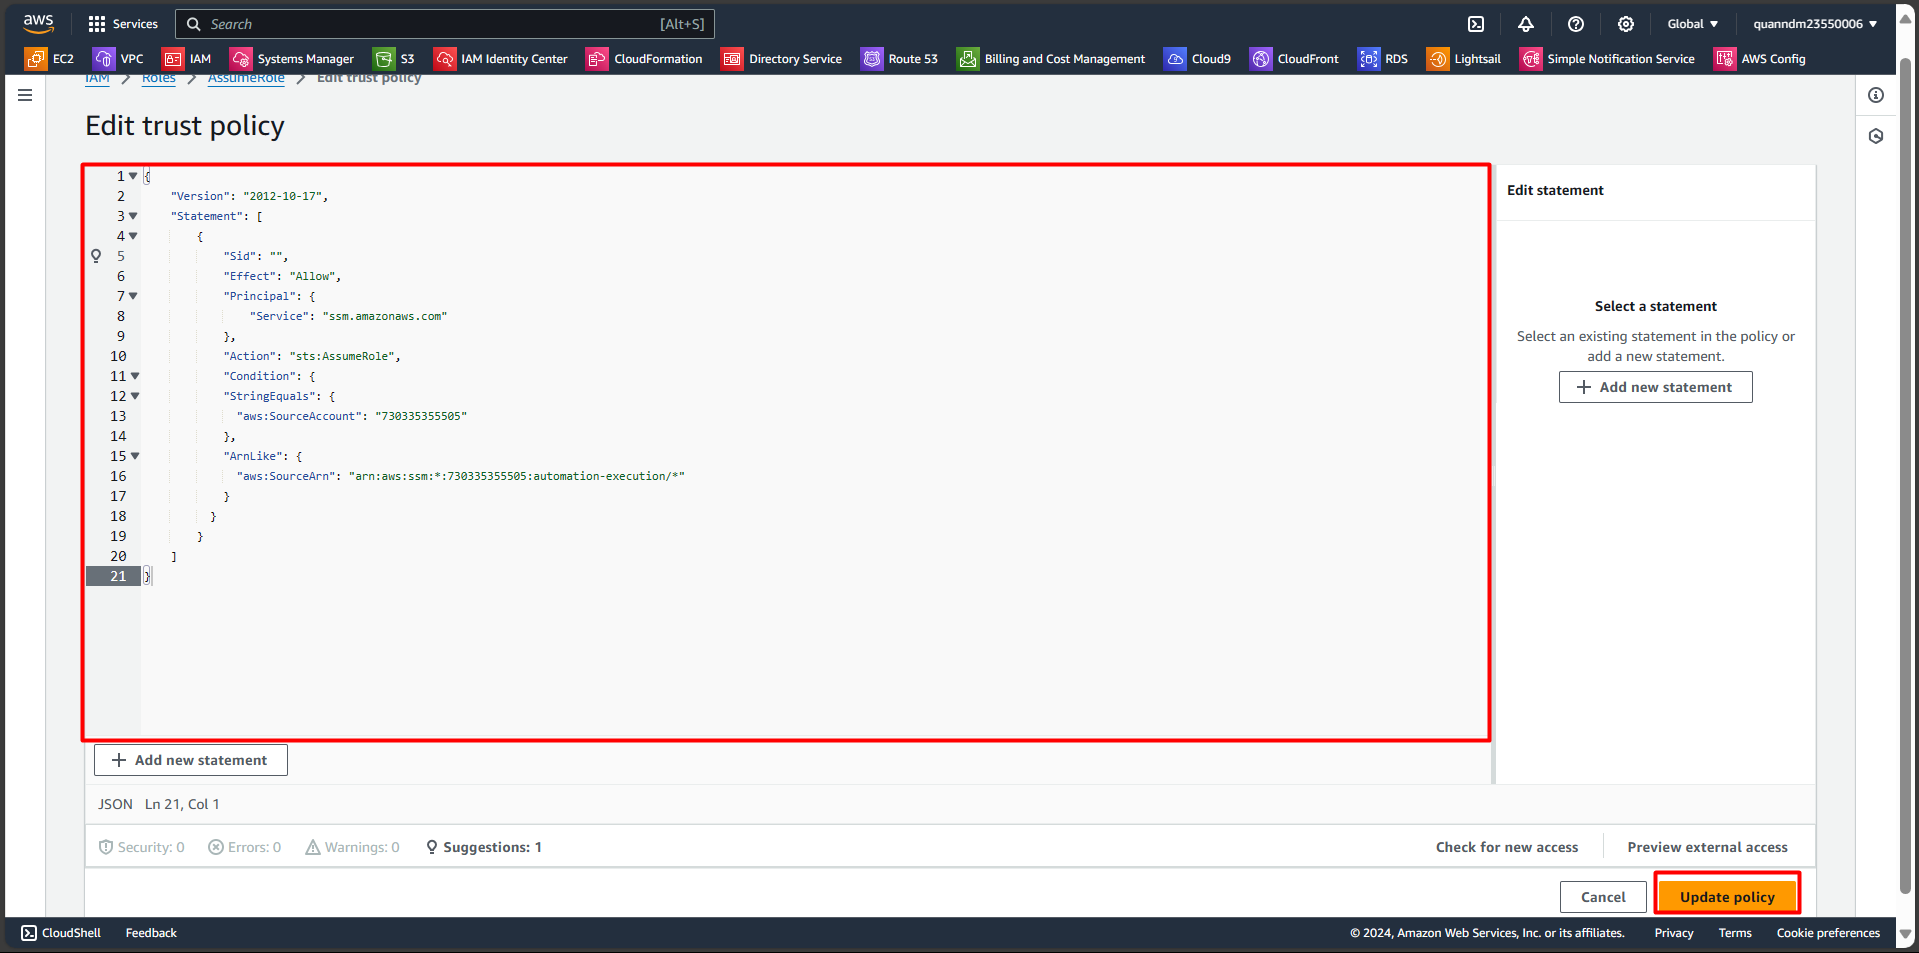 aws Services Search [Alt+S] Global quanndm23550006
EC2 VPC IAM Systems Manager S3 IAM Identity Center CloudFormation Directory Service Route 53 Billing and Cost Management Cloud9 CloudFront RDS Lightsail Simple Notification Service AWS Config
IAM Roles AssumeRole Edit trust policy
Edit trust policy
1 {
2 "Version": "2012-10-17",
3 "Statement": [
4 {
5 "Sid": "",
6 "Effect": "Allow",
7 "Principal": {
8 "Service": "ssm.amazonaws.com"
9 },
10 "Action": "sts:AssumeRole",
11 "Condition": {
12 "StringEquals": {
13 "aws:SourceAccount": "730335355505"
14 },
15 "ArnLike": {
16 "aws:SourceArn": "arn:aws:ssm:*:730335355505:automation-execution/*"
17 }
18 }
19 }
20 ]
21 }
Edit statement
Select a statement
Select an existing statement in the policy or
add a new statement.
Add new statement
Add new statement
JSON Ln 21, Col 1
Security: 0 Errors: 0 Warnings: 0 Suggestions: 1 Check for new access Preview external access
Cancel Update policy
CloudShell Feedback © 2024, Amazon Web Services, Inc. or its affiliates. Privacy Terms Cookie preferences